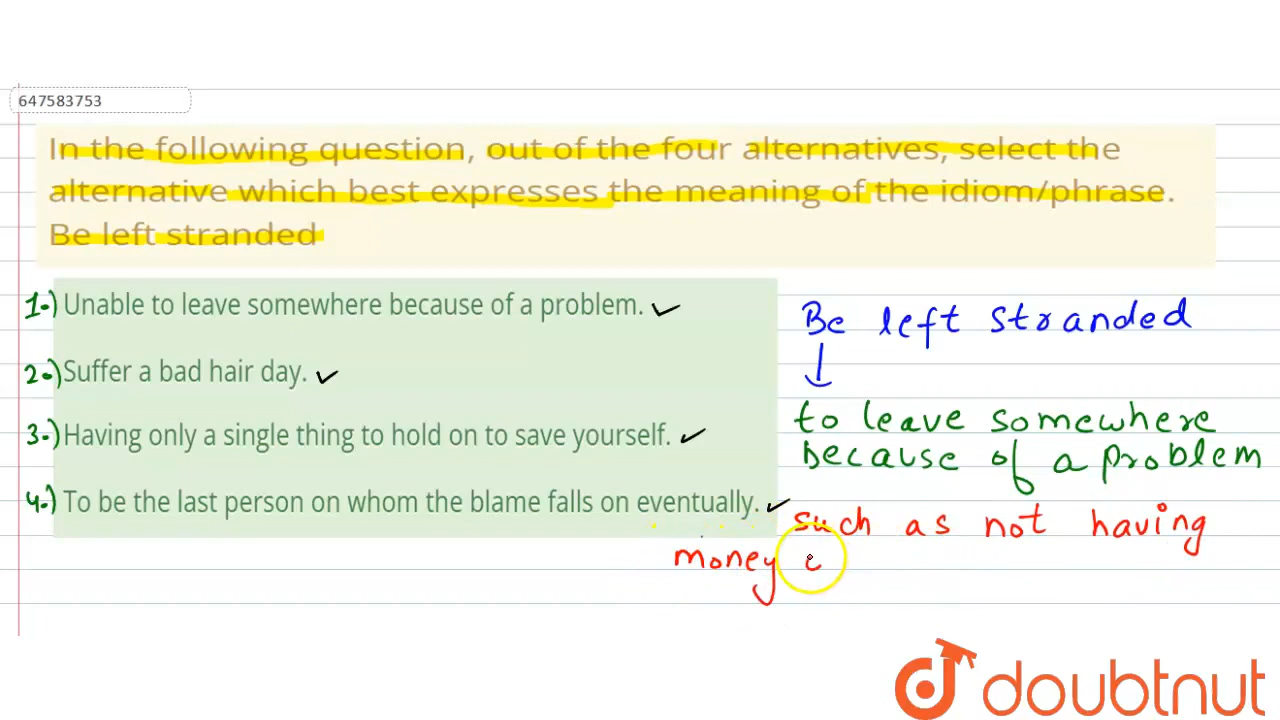 647583753
In the following question, out of the four alternatives, select the
alternative which best expresses the meaning of the idiom/phrase.
Be left stranded
1.) Unable to leave somewhere because of a problem.
2.) Suffer a bad hair day.
3.) Having only a single thing to hold on to save yourself.
4.) To be the last person on whom the blame falls on eventually.
Be left stranded
to leave somewhere
because of a problem
such as not having
money
doubtnut